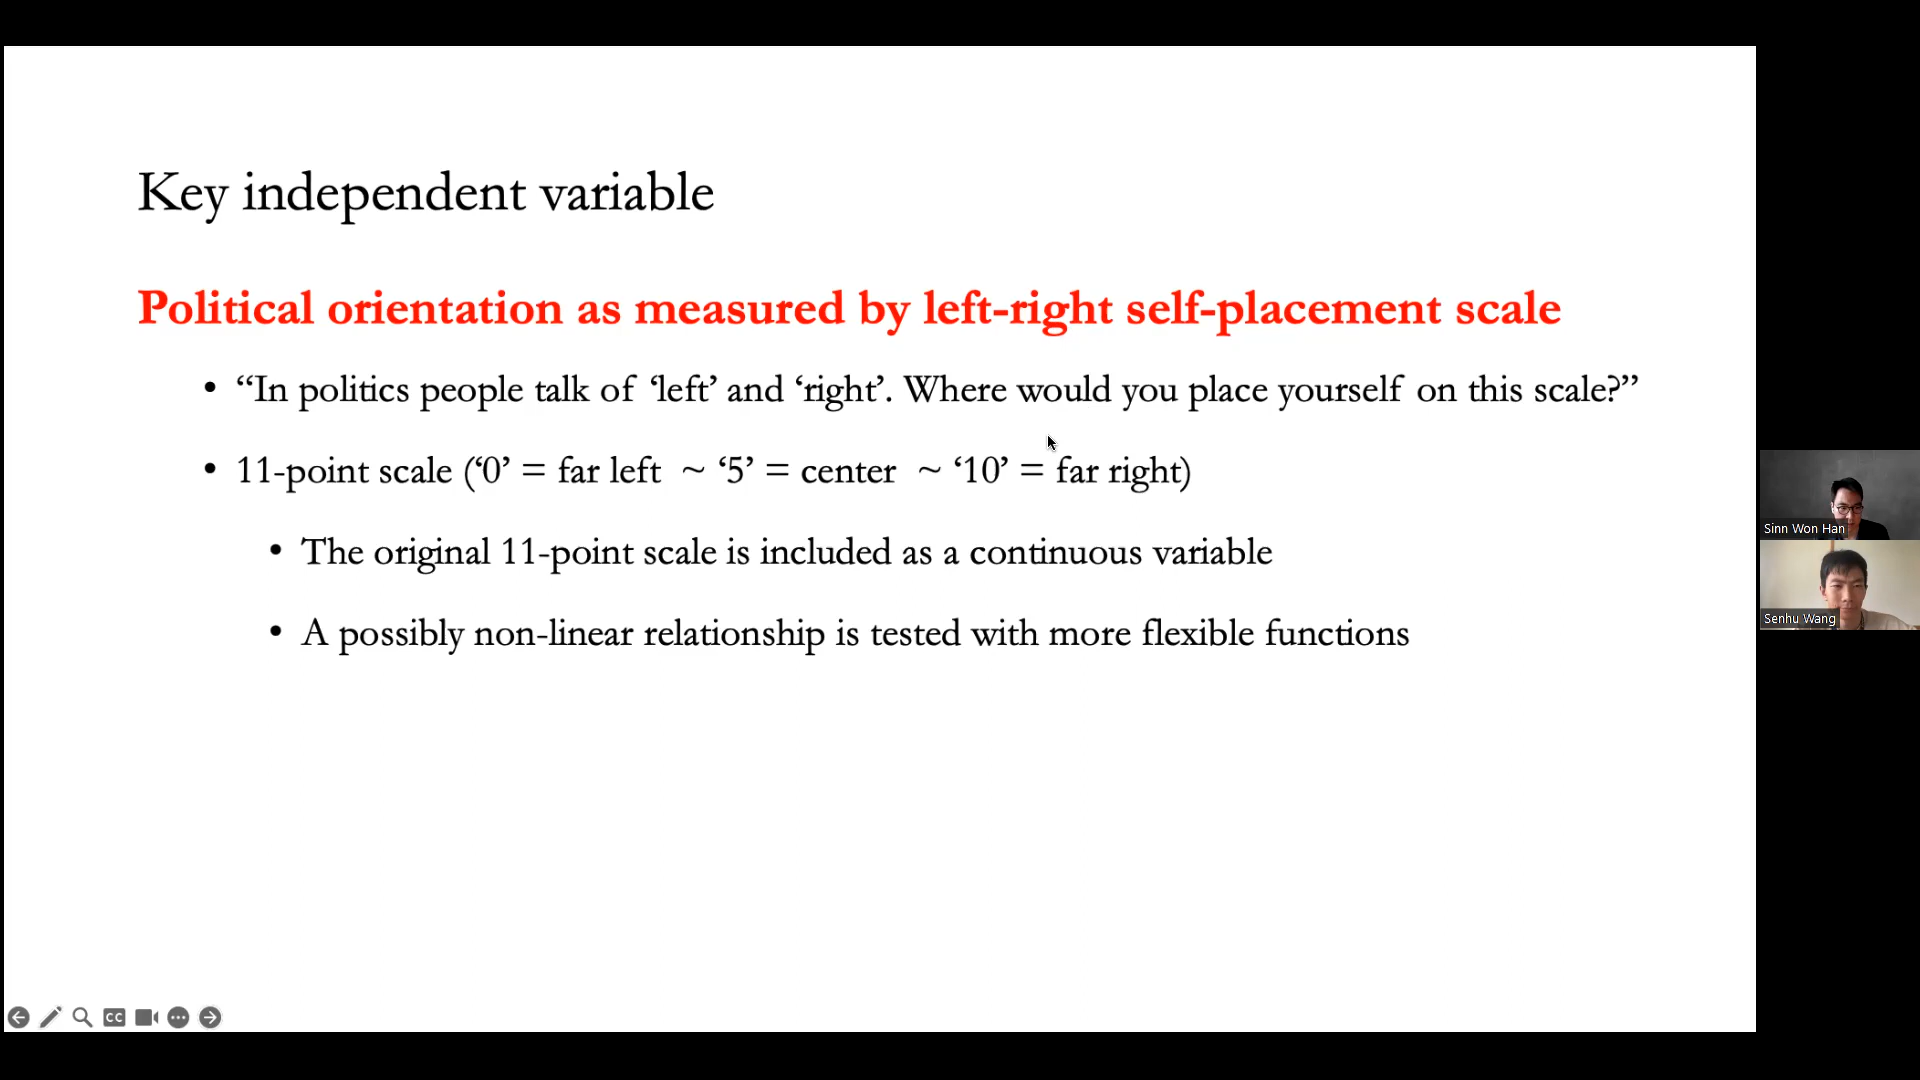 Key independent variable
Political orientation as measured by left-right self-placement scale
• “In politics people talk of ‘left’ and ‘right’. Where would you place yourself on this scale?”
• 11-point scale (‘0’ = far left ~ ‘5’ = center ~ ‘10’ = far right)
• The original 11-point scale is included as a continuous variable
• A possibly non-linear relationship is tested with more flexible functions
Sinn Won Han
Senhu Wang
CC